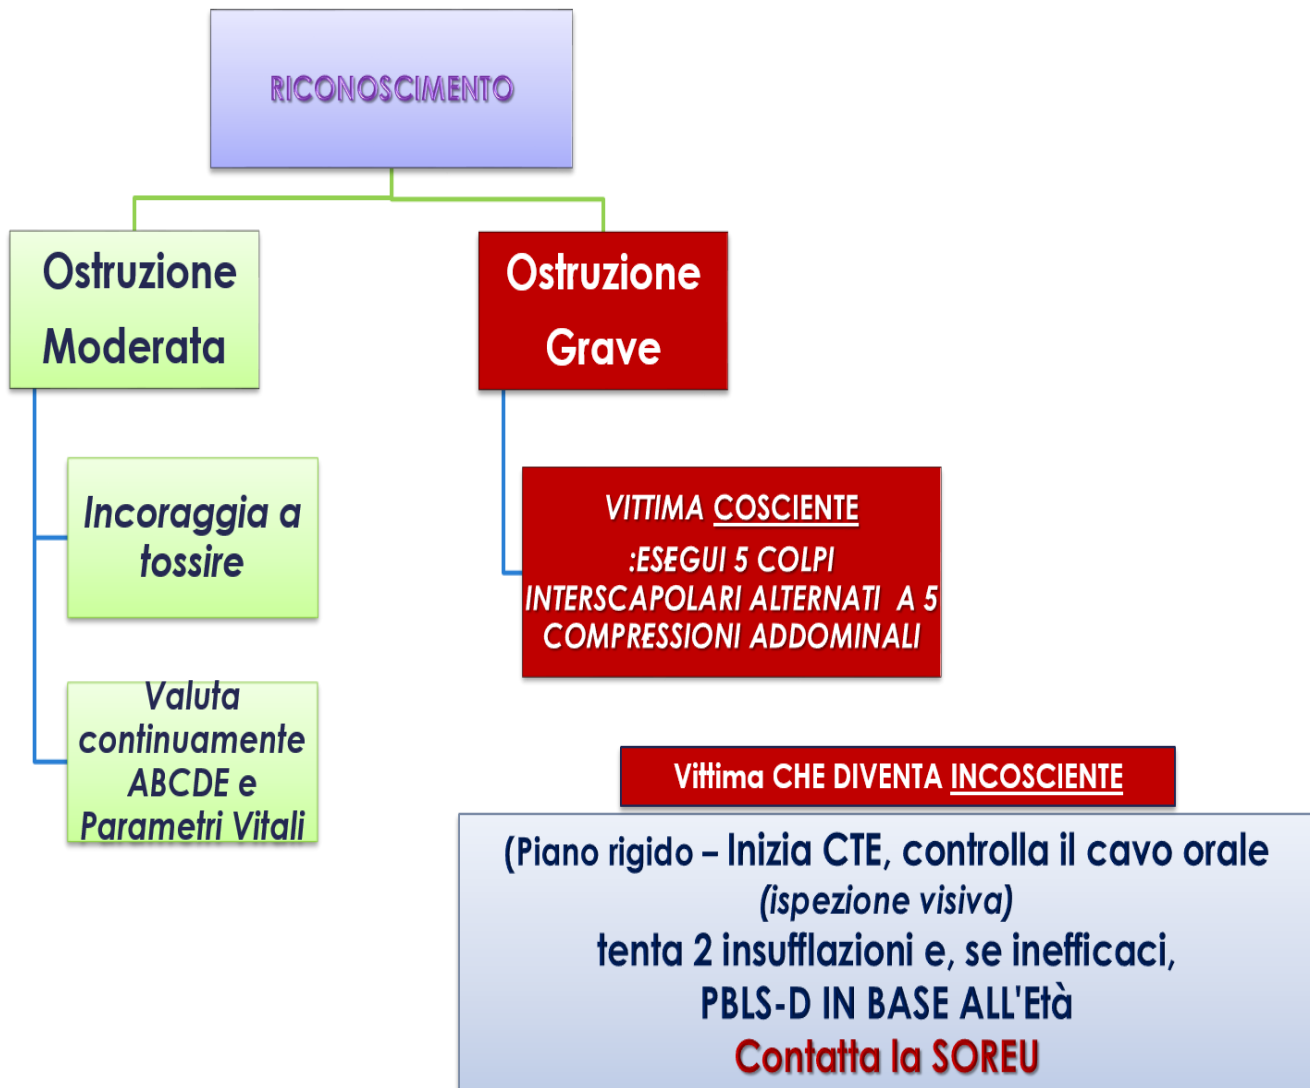 RICONOSCIMENTO
Ostruzione
Moderata
Ostruzione
Grave
Incoraggia a
tossire
Valuta
continuamente
ABCDE e
Parametri Vitali
VITTIMA COSCIENTE
:ESEGUI 5 COLPI
INTERSCAPOLARI ALTERNATI A 5
COMPRESSIONI ADDOMINALI
Vittima CHE DIVENTA INCOSCIENTE
(Piano rigido – Inizia CTE, controlla il cavo orale
(ispezione visiva)
tenta 2 insufflazioni e, se inefficaci,
PBLS-D IN BASE ALL'Età
Contatta la SOREU